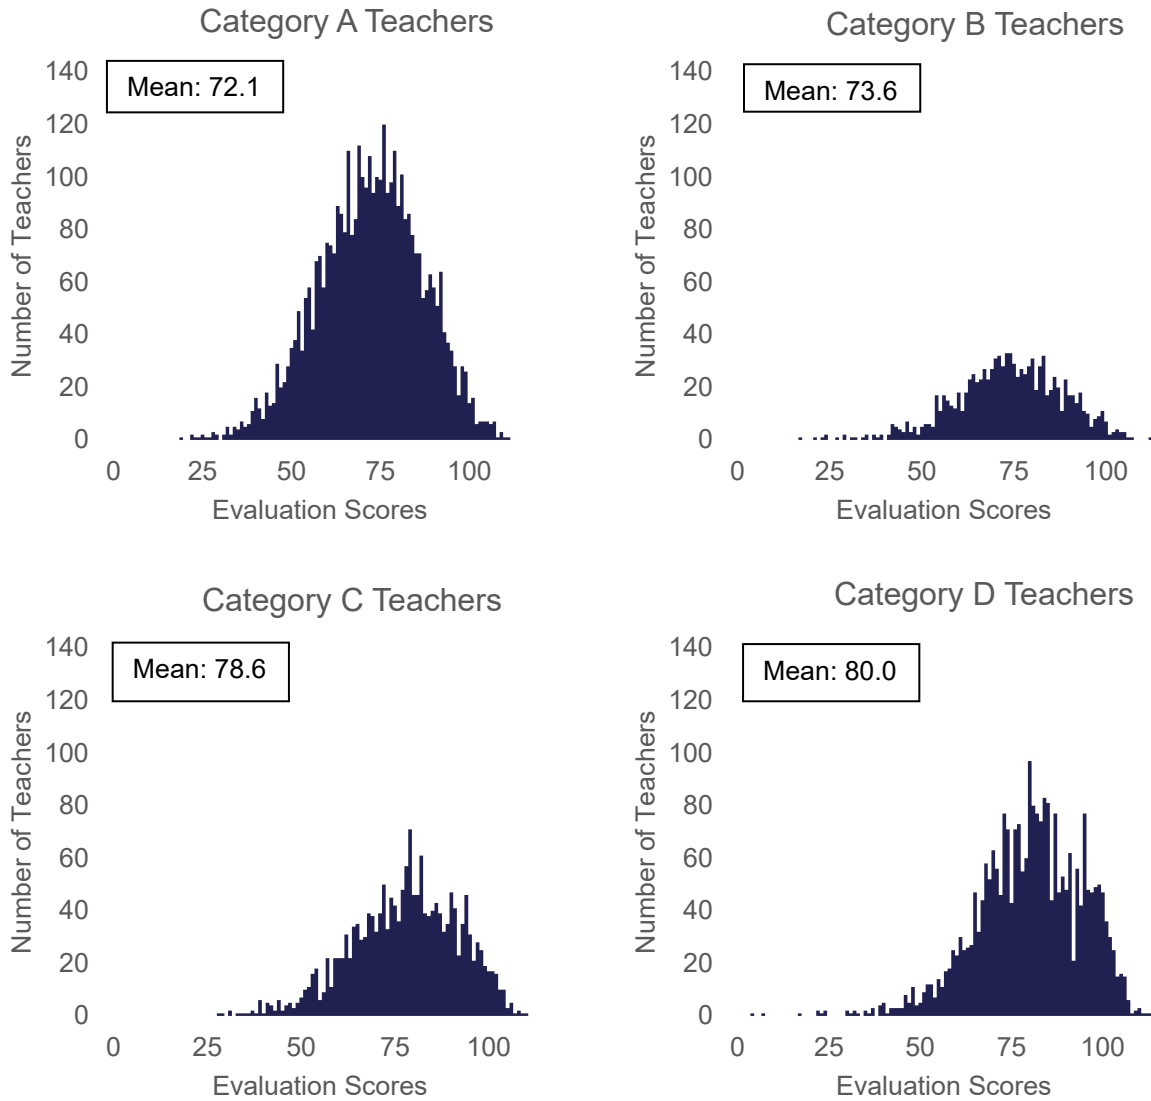 Category A Teachers
Mean: 72.1
140
120
100
80
60
40
20
0
Number of Teachers
0 25 50 75 100
Evaluation Scores
Category B Teachers
Mean: 73.6
140
120
100
80
60
40
20
0
Number of Teachers
0 25 50 75 100
Evaluation Scores
Category C Teachers
Mean: 78.6
140
120
100
80
60
40
20
0
Number of Teachers
0 25 50 75 100
Evaluation Scores
Category D Teachers
Mean: 80.0
140
120
100
80
60
40
20
0
Number of Teachers
0 25 50 75 100
Evaluation Scores